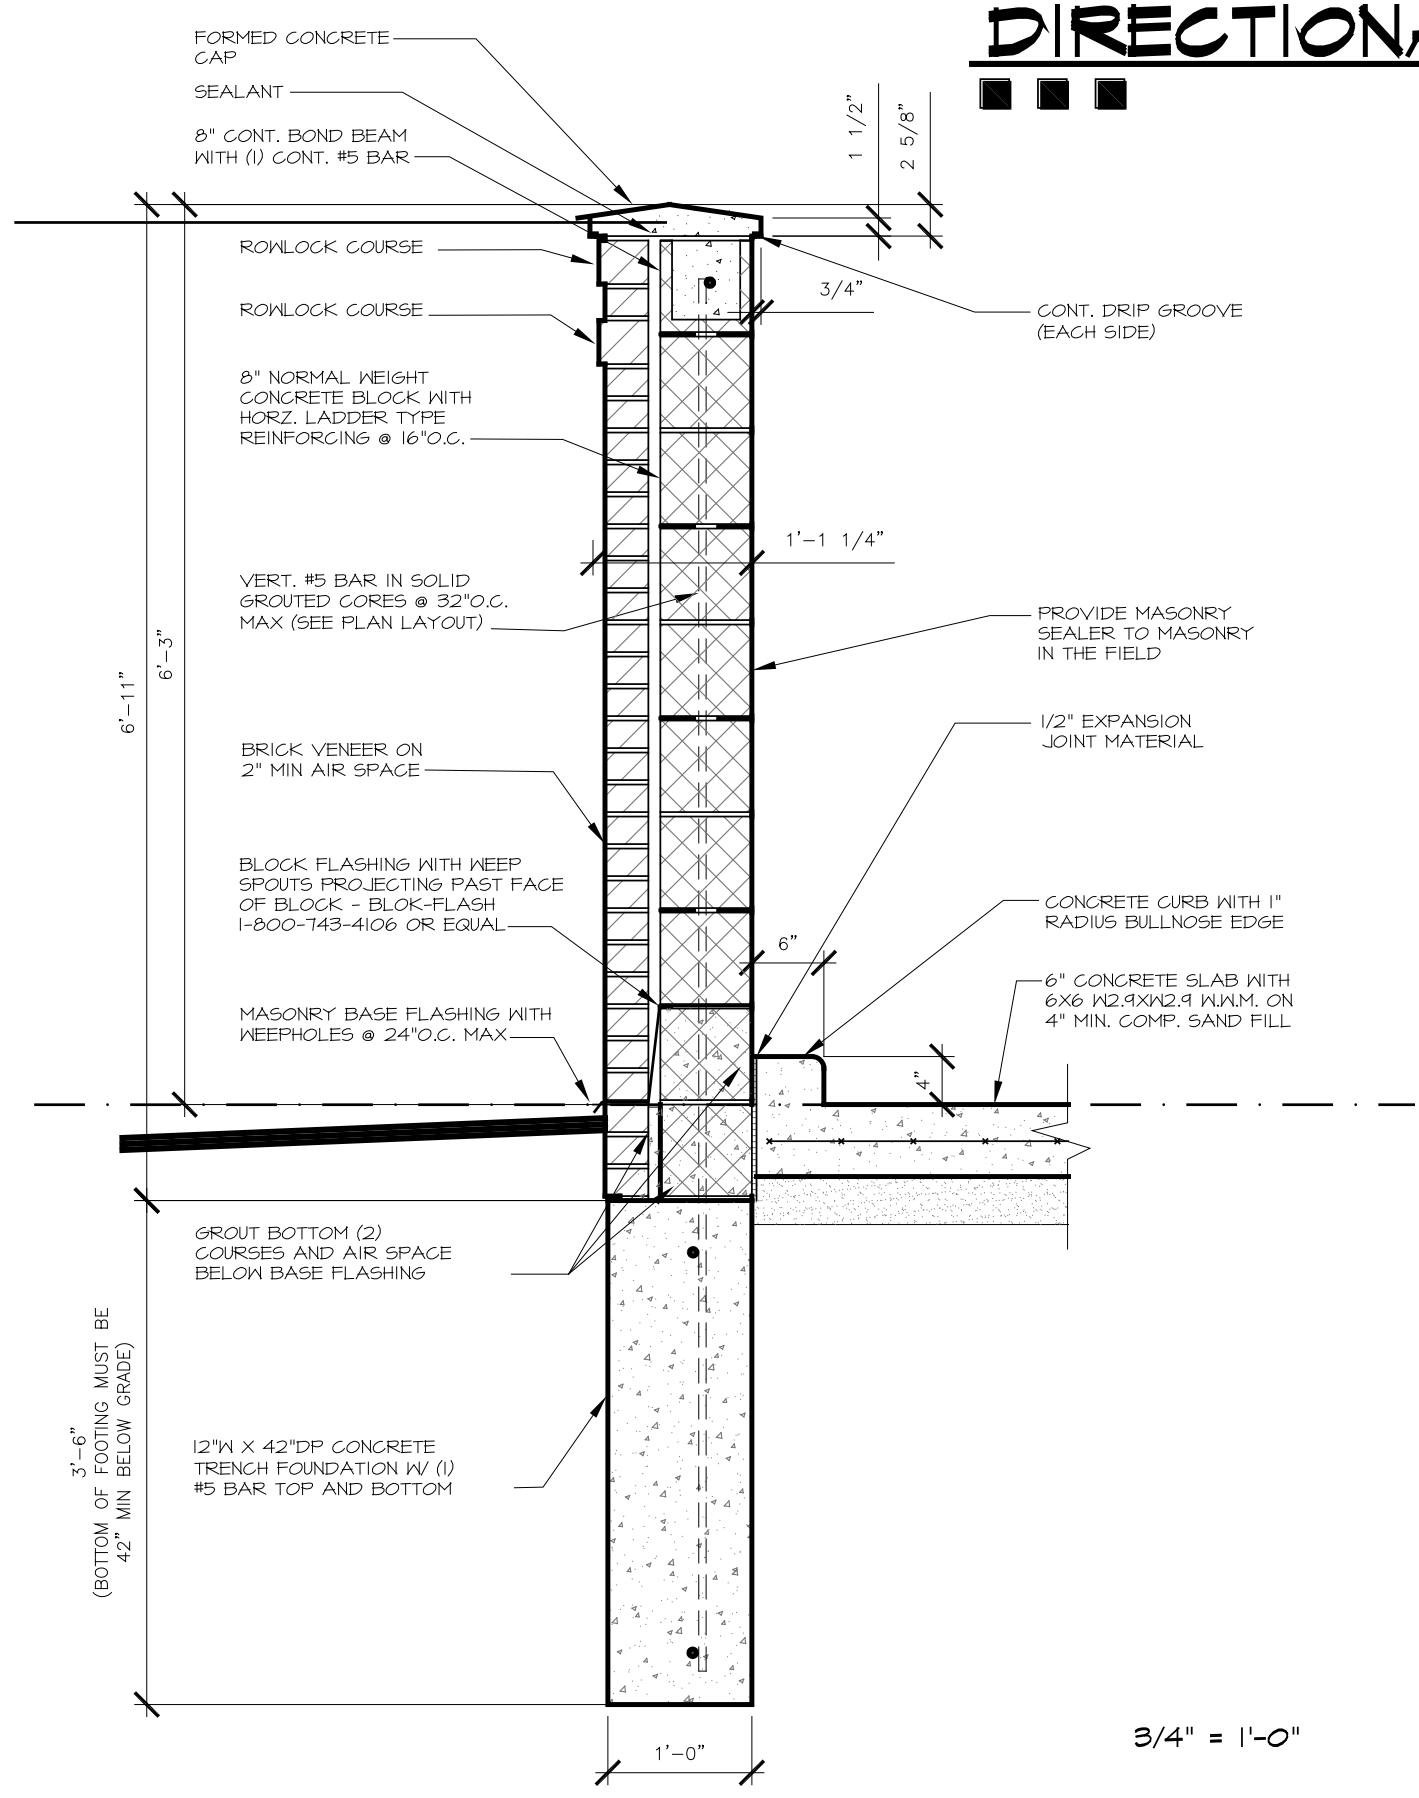 DIRECTION
FORMED CONCRETE
CAP
SEALANT
8" CONT. BOND BEAM
WITH (1) CONT. #5 BAR
1 1/2"
2 5/8"
ROWLOCK COURSE
ROWLOCK COURSE
3/4"
CONT. DRIP GROOVE
(EACH SIDE)
8" NORMAL WEIGHT
CONCRETE BLOCK WITH
HORZ. LADDER TYPE
REINFORCING @ 16"O.C.
1'-1 1/4"
VERT. #5 BAR IN SOLID
GROUTED CORES @ 32"O.C.
MAX (SEE PLAN LAYOUT)
PROVIDE MASONRY
SEALER TO MASONRY
IN THE FIELD
6'-3"
6'-11"
1/2" EXPANSION
JOINT MATERIAL
BRICK VENEER ON
2" MIN AIR SPACE
BLOCK FLASHING WITH WEEP
SPOUTS PROJECTING PAST FACE
OF BLOCK - BLOK-FLASH
1-800-743-4106 OR EQUAL
6"
CONCRETE CURB WITH 1"
RADIUS BULLNOSE EDGE
6" CONCRETE SLAB WITH
6X6 W2.9XW2.9 W.W.M. ON
4" MIN. COMP. SAND FILL
MASONRY BASE FLASHING WITH
WEEPHOLES @ 24"O.C. MAX
4"
GROUT BOTTOM (2)
COURSES AND AIR SPACE
BELOW BASE FLASHING
3'-6"
(BOTTOM OF FOOTING MUST BE
42" MIN BELOW GRADE)
12"W X 42"DP CONCRETE
TRENCH FOUNDATION W/ (1)
#5 BAR TOP AND BOTTOM
1'-0"
3/4" = 1'-0"